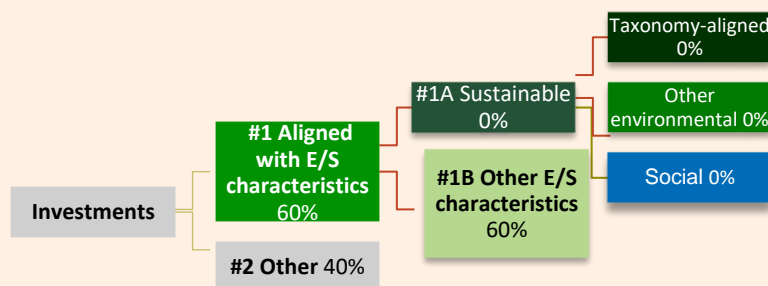 Investments
#1 Aligned
with E/S
characteristics
60%
#2 Other 40%
#1A Sustainable
0%
#1B Other E/S
characteristics
60%
Taxonomy-aligned
0%
Other
environmental 0%
Social 0%